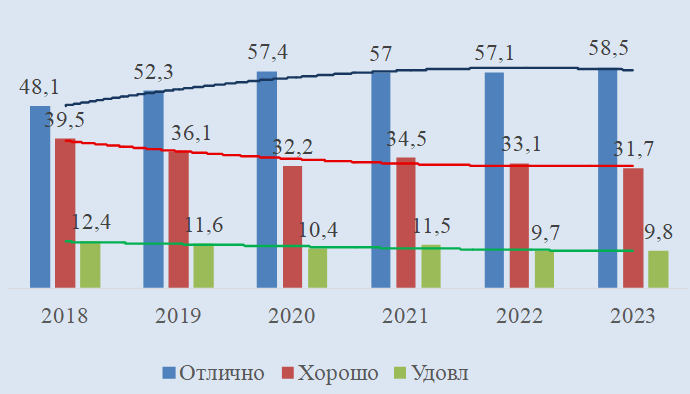 48,1 52,3 57,4 57 57,1 58,5
39,5 36,1 32,2 34,5 33,1 31,7
12,4 11,6 10,4 11,5 9,7 9,8
2018 2019 2020 2021 2022 2023
Отлично Хорошо Удовл